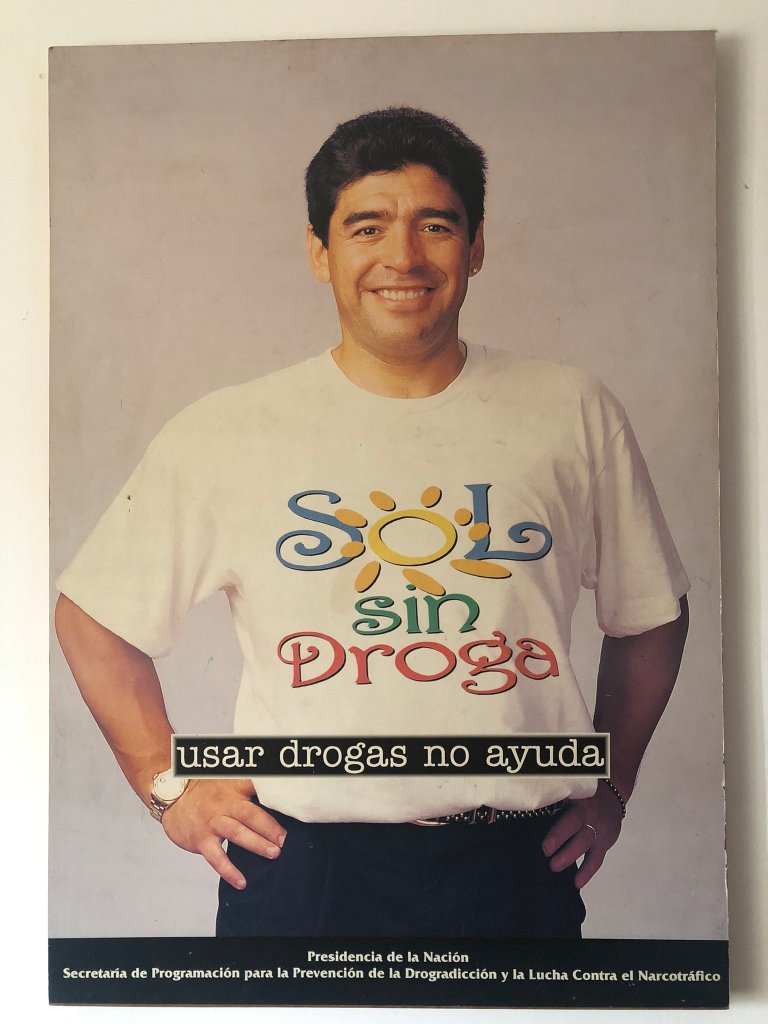 SOL
sin
Droga
usar drogas no ayuda
Presidencia de la Nación
Secretaría de Programación para la Prevención de la Drogradicción y la Lucha Contra el Narcotráfico